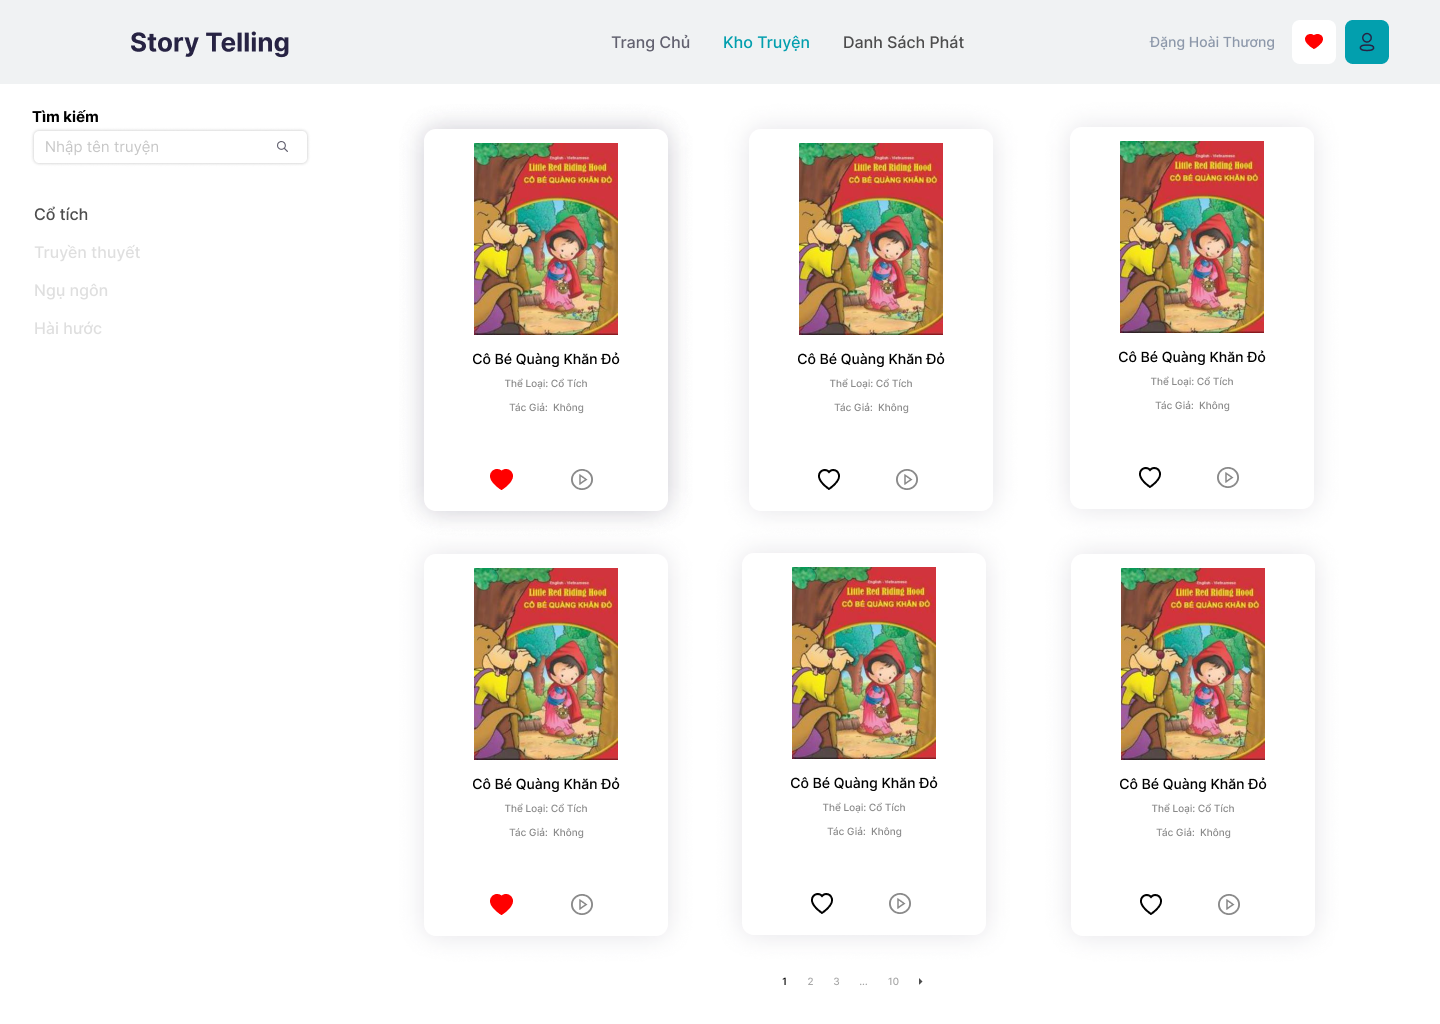 Story Telling
Trang Chủ
Kho Truyện
Danh Sách Phát
Đặng Hoài Thương
Tìm kiếm
Nhập tên truyện
Cổ tích
Truyền thuyết
Ngụ ngôn
Hài hước
English - Vietnamese
Little Red Riding Hood
CÔ BÉ QUÀNG KHĂN ĐỎ
Cô Bé Quàng Khăn Đỏ
Thể Loại: Cổ Tích
Tác Giả: Không
English - Vietnamese
Little Red Riding Hood
CÔ BÉ QUÀNG KHĂN ĐỎ
Cô Bé Quàng Khăn Đỏ
Thể Loại: Cổ Tích
Tác Giả: Không
English - Vietnamese
Little Red Riding Hood
CÔ BÉ QUÀNG KHĂN ĐỎ
Cô Bé Quàng Khăn Đỏ
Thể Loại: Cổ Tích
Tác Giả: Không
English - Vietnamese
Little Red Riding Hood
CÔ BÉ QUÀNG KHĂN ĐỎ
Cô Bé Quàng Khăn Đỏ
Thể Loại: Cổ Tích
Tác Giả: Không
English - Vietnamese
Little Red Riding Hood
CÔ BÉ QUÀNG KHĂN ĐỎ
Cô Bé Quàng Khăn Đỏ
Thể Loại: Cổ Tích
Tác Giả: Không
English - Vietnamese
Little Red Riding Hood
CÔ BÉ QUÀNG KHĂN ĐỎ
Cô Bé Quàng Khăn Đỏ
Thể Loại: Cổ Tích
Tác Giả: Không
1 2 3 ... 10